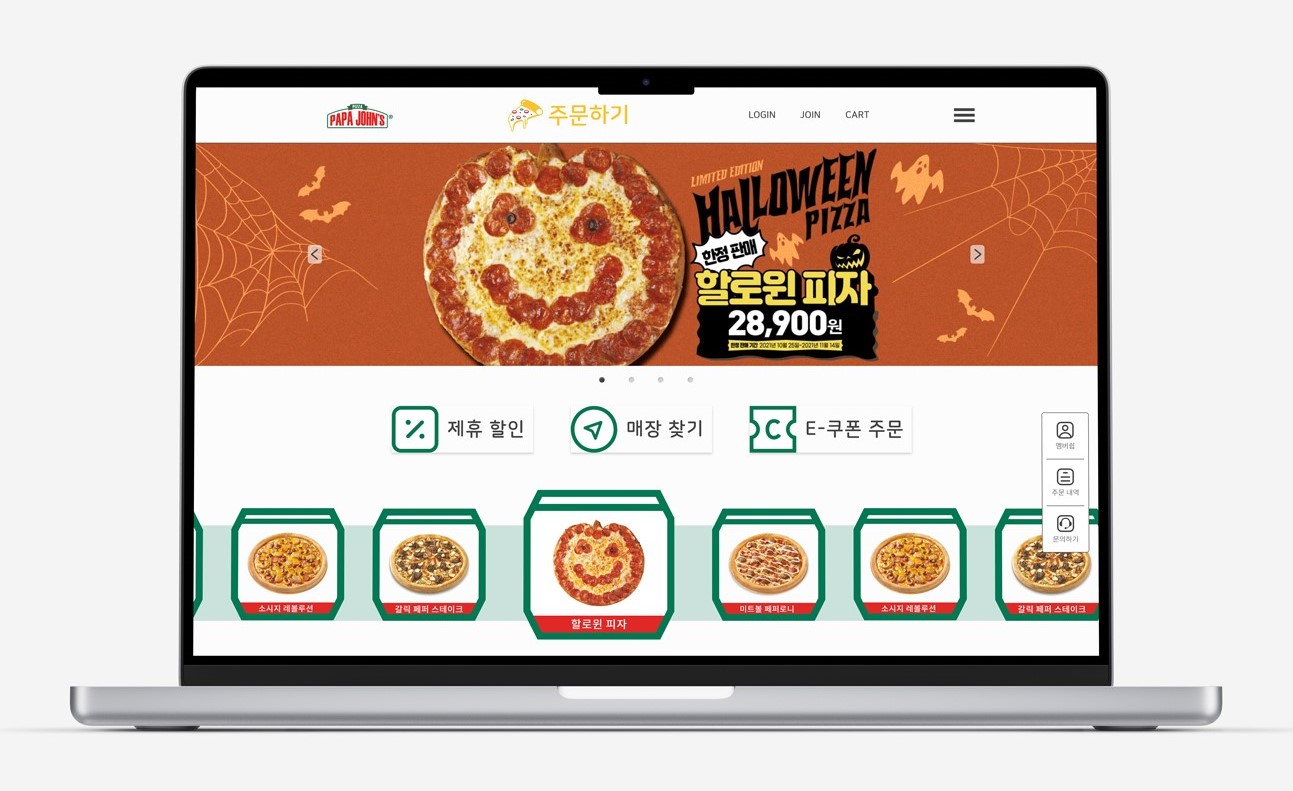 PIZZA
PAPA JOHN'S
주문하기
LOGIN
JOIN
CART
LIMITED EDITION
HALLOWEEN
PIZZA
한정 판매
할로윈 피자
28,900원
한정 판매 기간 2021년 10월 25일~2021년 11월 14일
제휴 할인
매장 찾기
E-쿠폰 주문
멤버쉽
주문 내역
문의하기
소시지 레볼루션
갈릭 페퍼 스테이크
할로윈 피자
미트볼 페퍼로니
소시지 레볼루션
갈릭 페퍼 스테이크